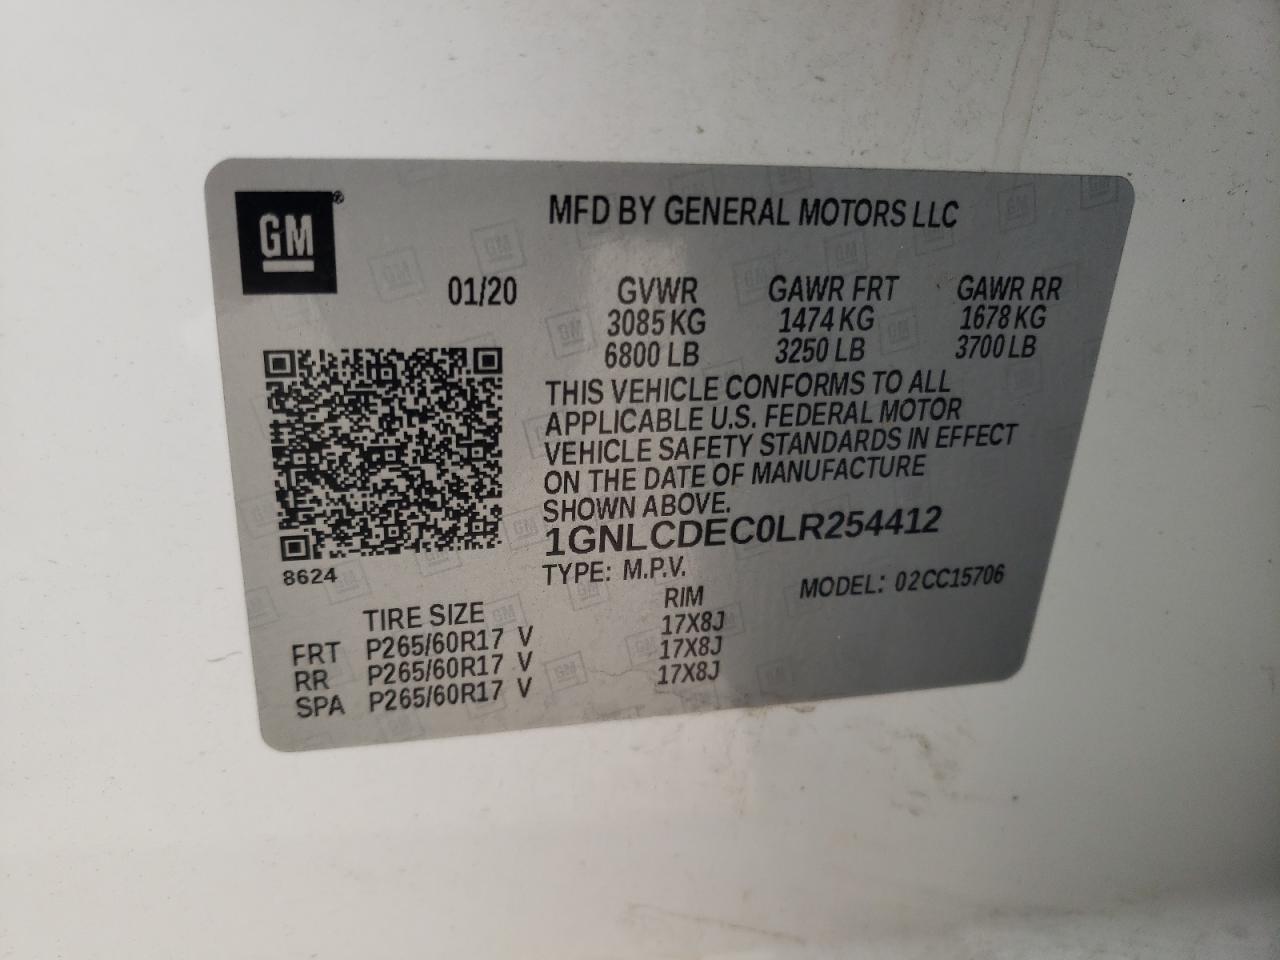 GM®
MFD BY GENERAL MOTORS LLC
01/20
GVWR GAWR FRT GAWR RR
3085 KG 1474 KG 1678 KG
6800 LB 3250 LB 3700 LB
THIS VEHICLE CONFORMS TO ALL
APPLICABLE U.S. FEDERAL MOTOR
VEHICLE SAFETY STANDARDS IN EFFECT
ON THE DATE OF MANUFACTURE
SHOWN ABOVE.
1GNLCDEC0LR254412
8624
TYPE: M.P.V. MODEL: 02CC15706
TIRE SIZE RIM
FRT P265/60R17 V 17X8J
RR P265/60R17 V 17X8J
SPA P265/60R17 V 17X8J